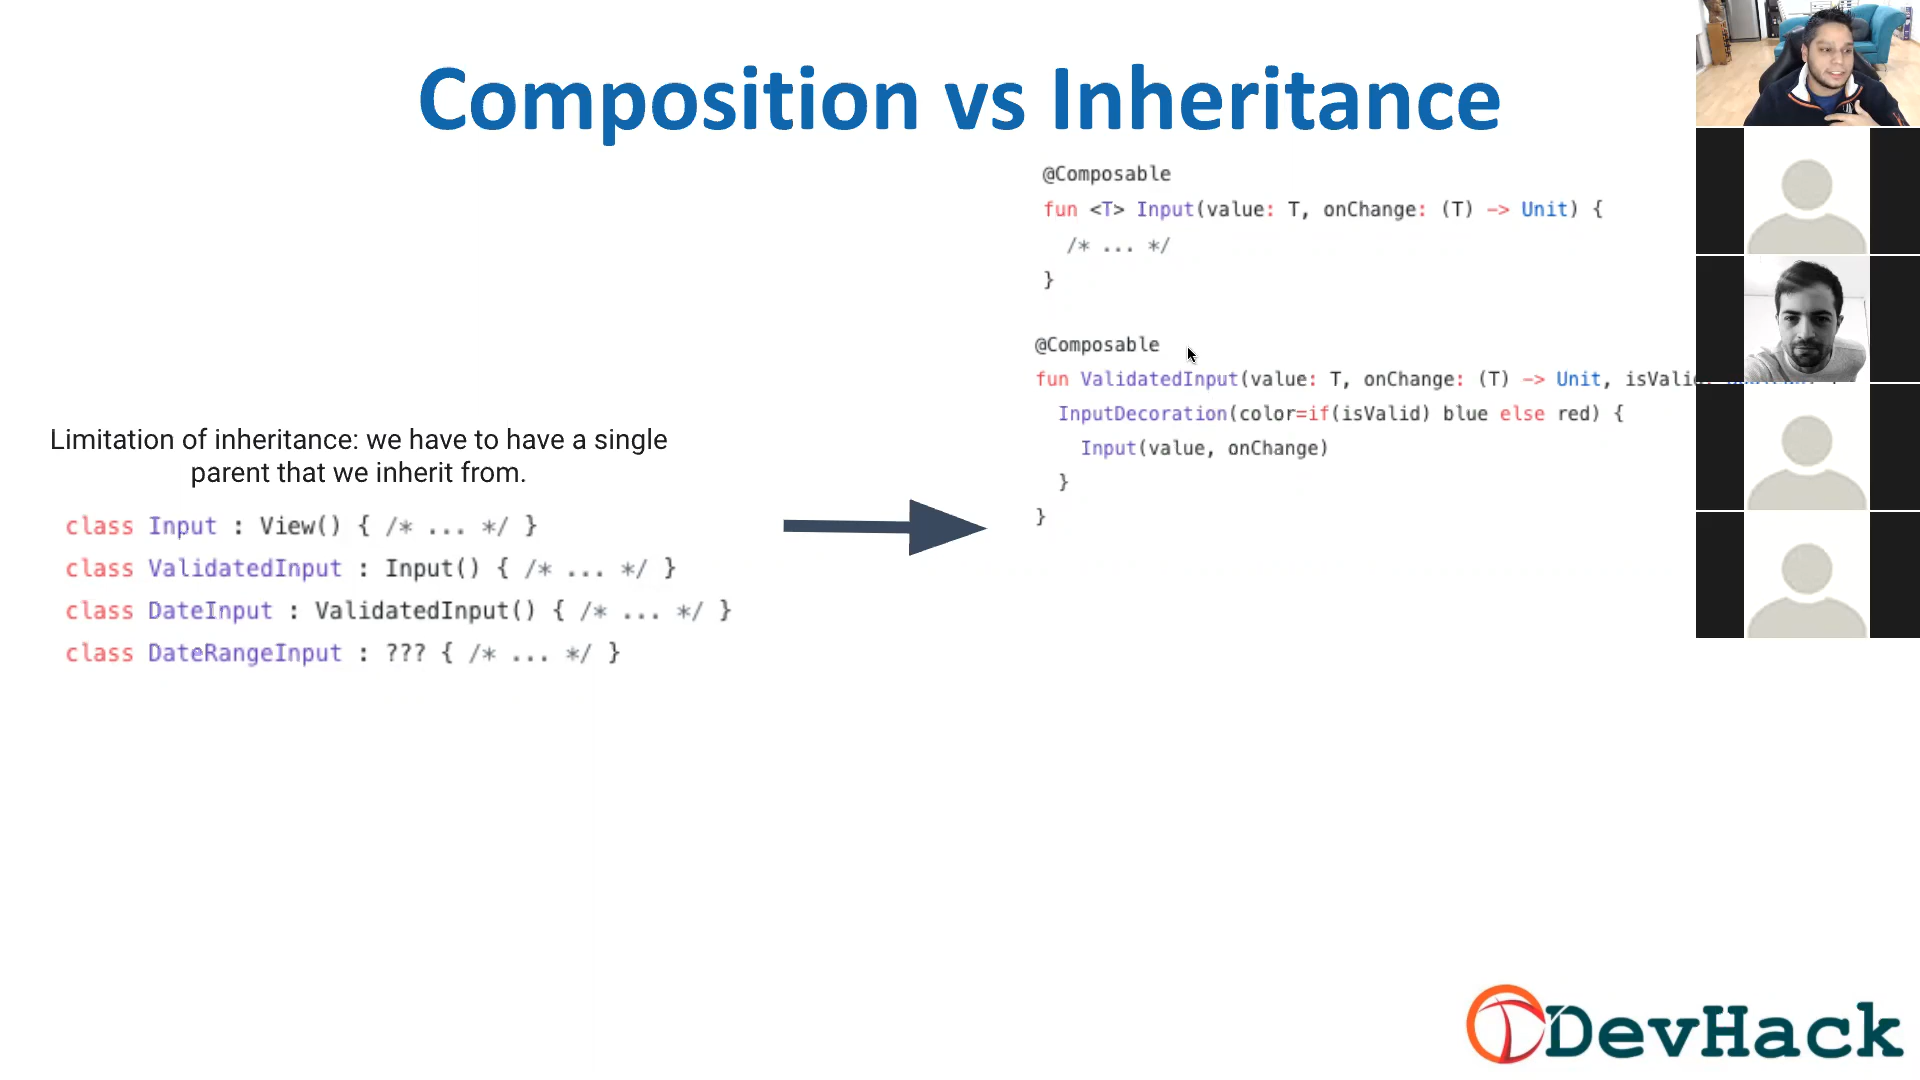 Composition vs Inheritance
Limitation of inheritance: we have to have a single
parent that we inherit from.
class Input : View() { /* ... */ }
class ValidatedInput : Input() { /* ... */ }
class DateInput : ValidatedInput() { /* ... */ }
class DateRangeInput : ??? { /* ... */ }
@Composable
fun <T> Input(value: T, onChange: (T) -> Unit) {
/* ... */
}
@Composable
fun ValidatedInput(value: T, onChange: (T) -> Unit, isVali
InputDecoration(color=if(isValid) blue else red) {
Input(value, onChange)
}
}
DevHack